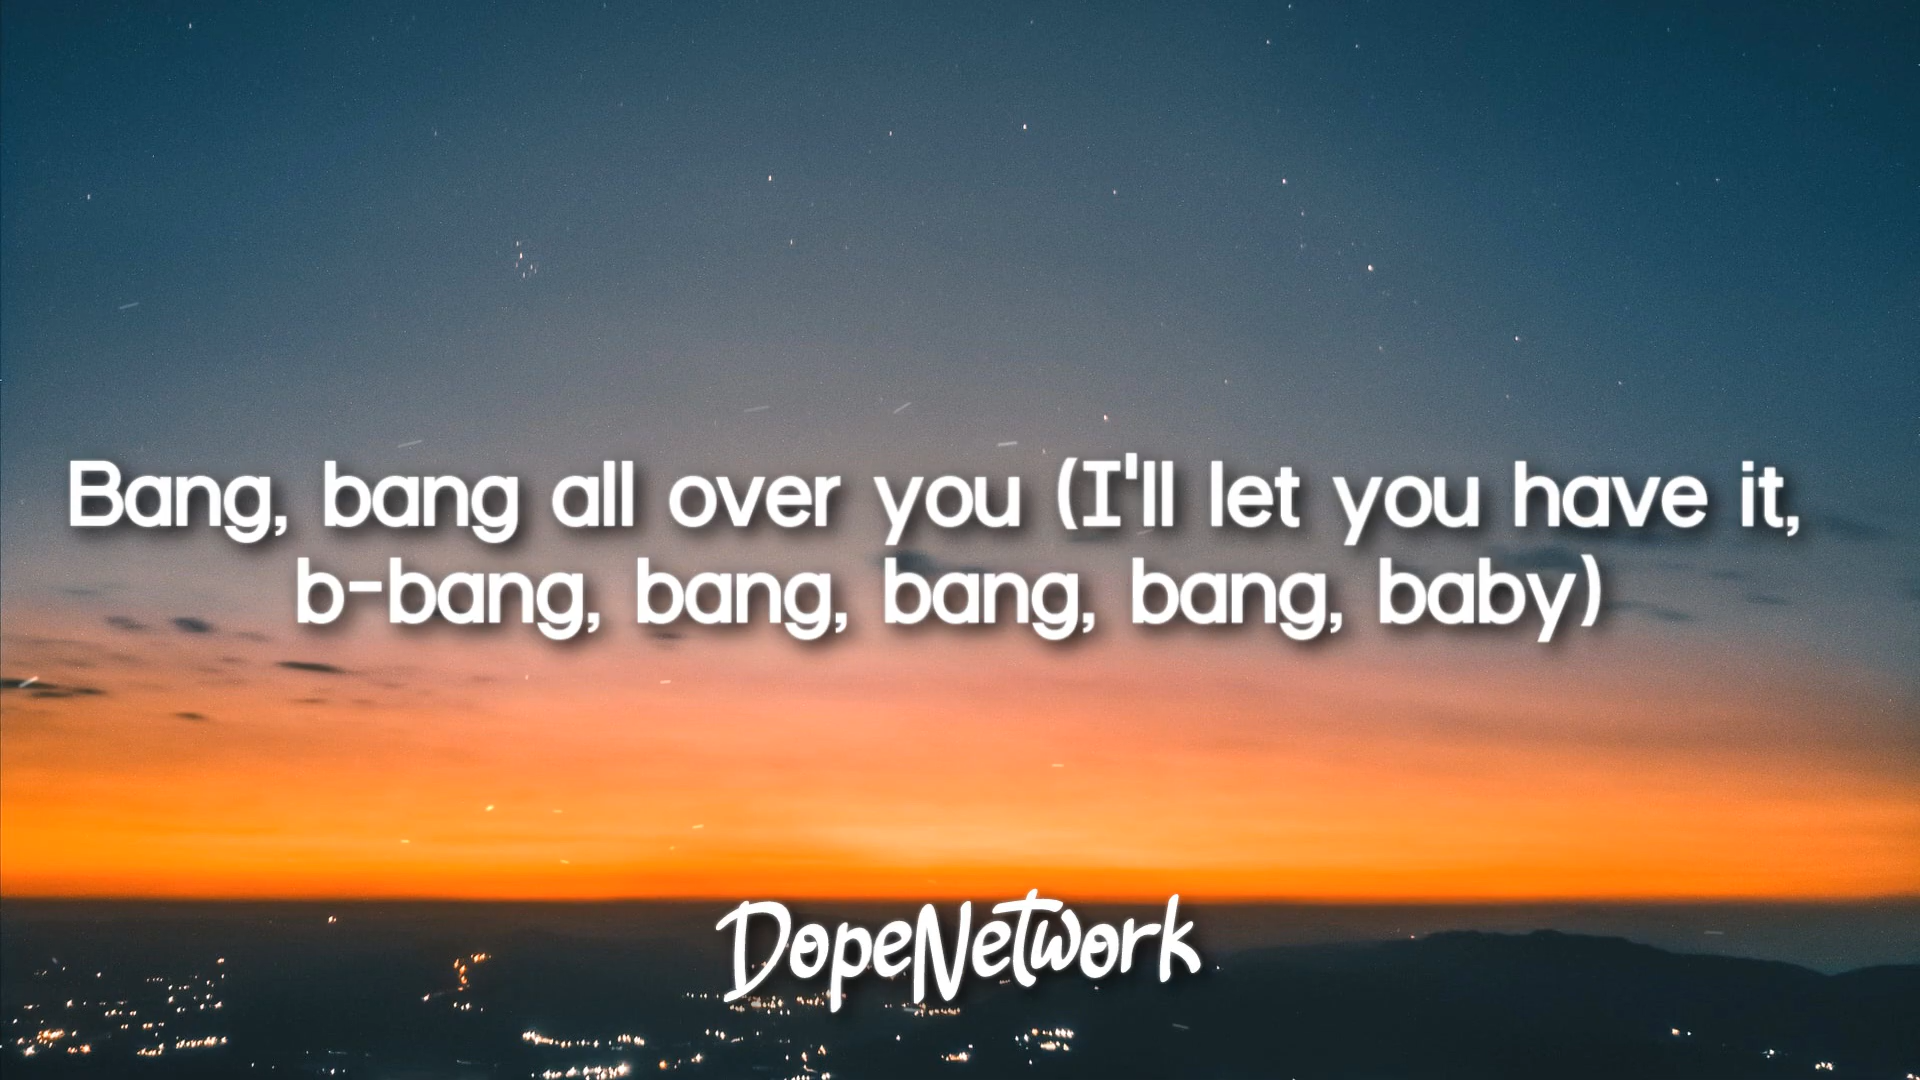 Bang, bang all over you (I'll let you have it,
b-bang, bang, bang, bang, baby)
DopeNetwork